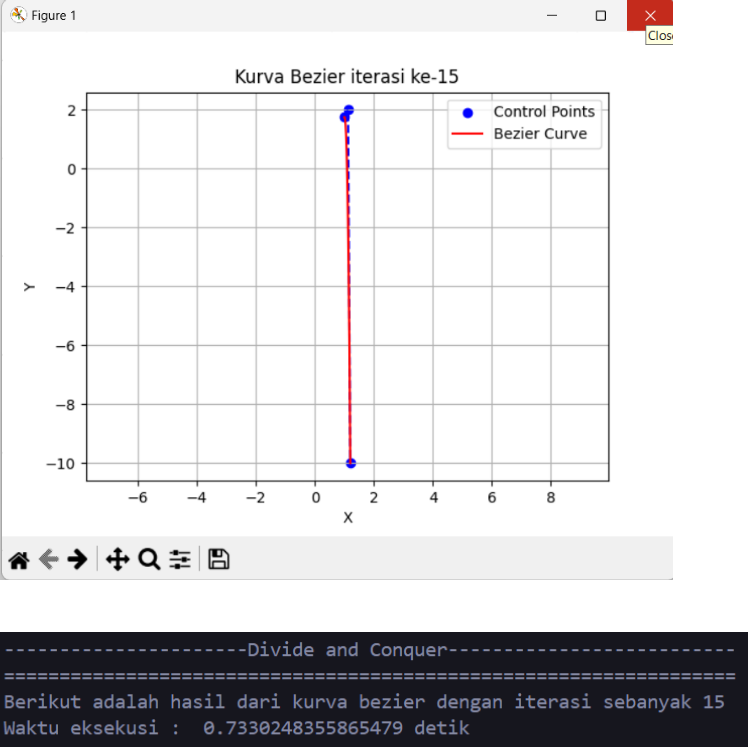 Figure 1
Clos
Kurva Bezier iterasi ke-15
Control Points
Bezier Curve
2
0
−2
−4
−6
−8
−10
Y
−6 −4 −2 0 2 4 6 8
X
-----------------------Divide and Conquer---------------------------
====================================================================
Berikut adalah hasil dari kurva bezier dengan iterasi sebanyak 15
Waktu eksekusi :  0.7330248355865479 detik